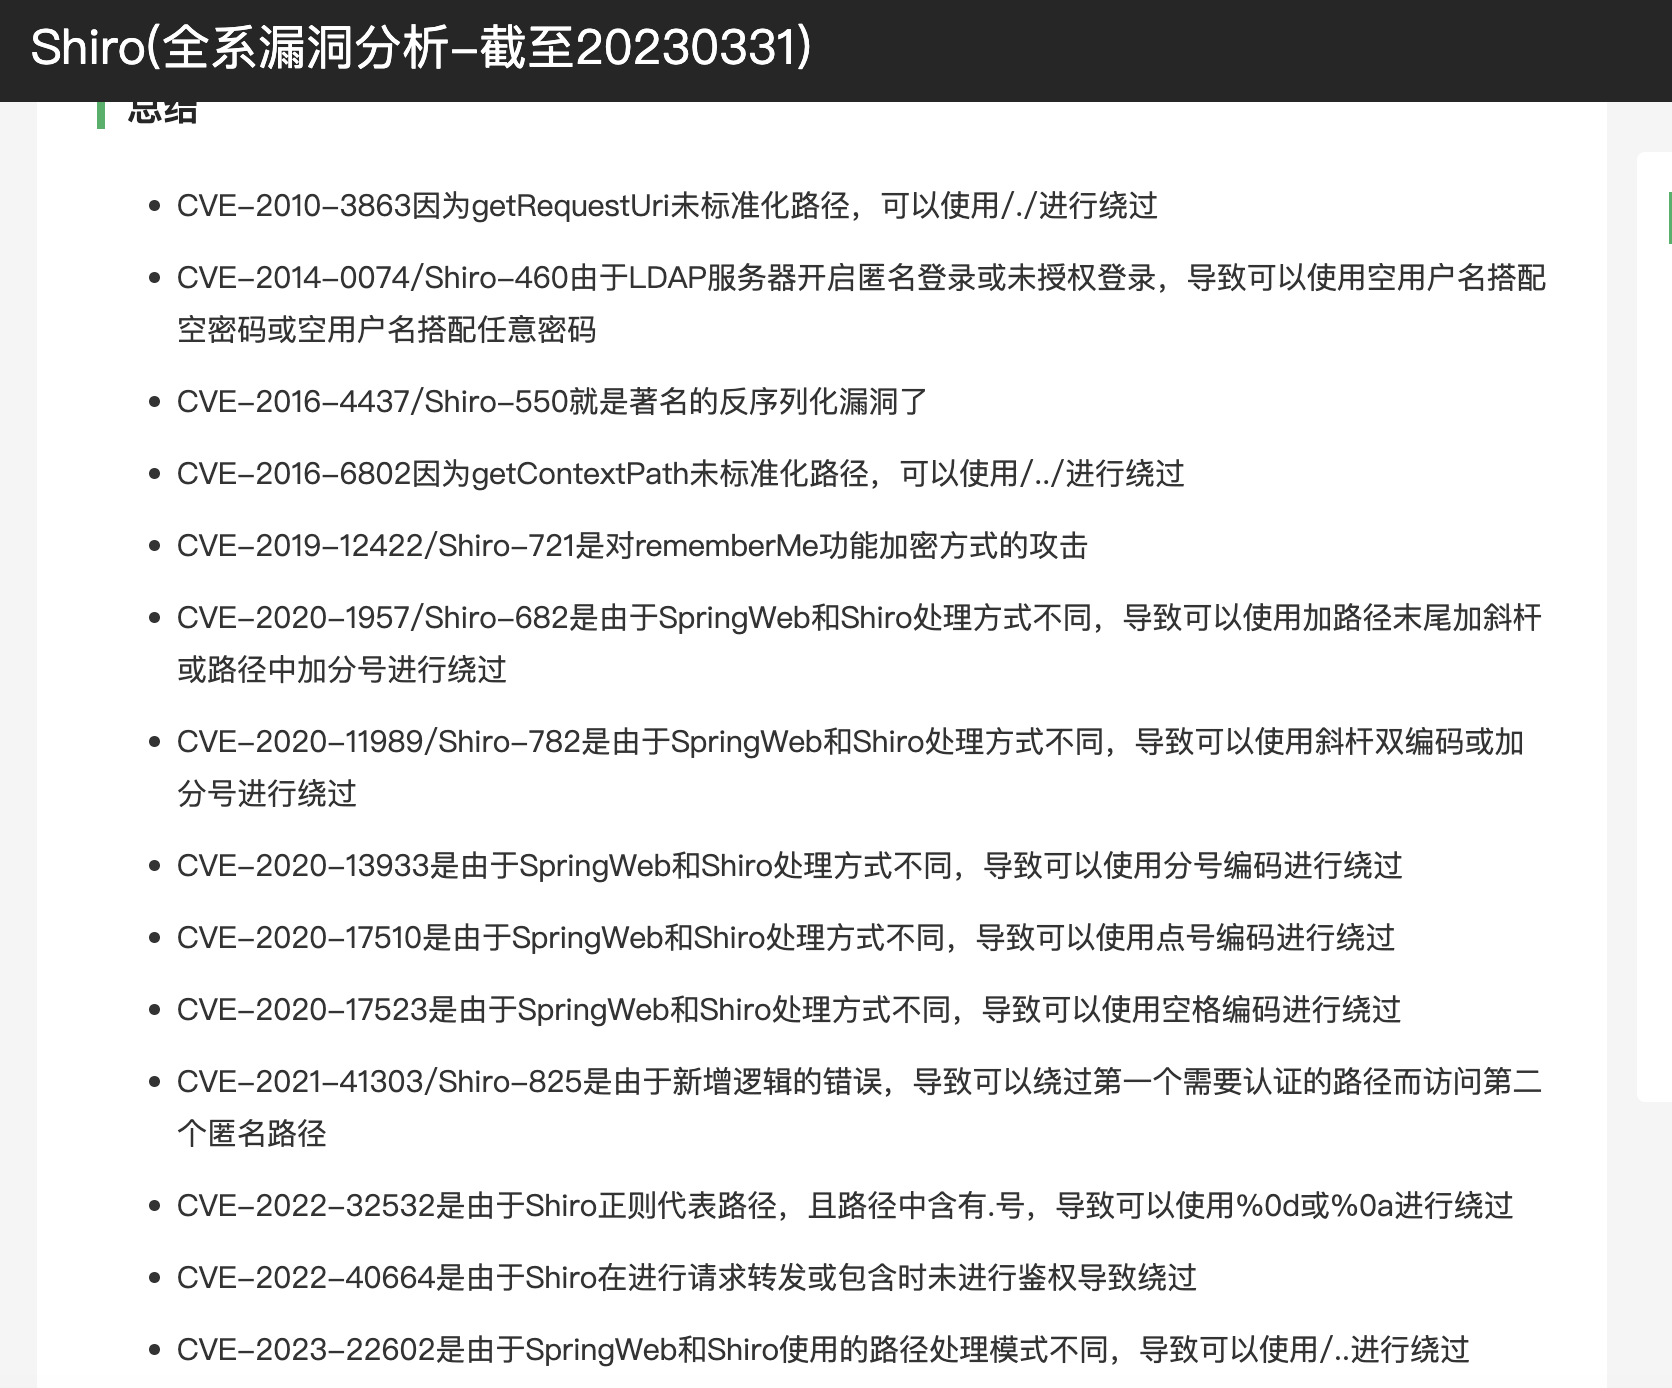 Shiro(全系漏洞分析-截至20230331)
总结
CVE-2010-3863因为getRequestUri未标准化路径，可以使用/./进行绕过
CVE-2014-0074/Shiro-460由于LDAP服务器开启匿名登录或未授权登录，导致可以使用空用户名搭配
空密码或空用户名搭配任意密码
CVE-2016-4437/Shiro-550就是著名的反序列化漏洞了
CVE-2016-6802因为getContextPath未标准化路径，可以使用/../进行绕过
CVE-2019-12422/Shiro-721是对rememberMe功能加密方式的攻击
CVE-2020-1957/Shiro-682是由于SpringWeb和Shiro处理方式不同，导致可以使用加路径末尾加斜杆
或路径中加分号进行绕过
CVE-2020-11989/Shiro-782是由于SpringWeb和Shiro处理方式不同，导致可以使用斜杆双编码或加
分号进行绕过
CVE-2020-13933是由于SpringWeb和Shiro处理方式不同，导致可以使用分号编码进行绕过
CVE-2020-17510是由于SpringWeb和Shiro处理方式不同，导致可以使用点号编码进行绕过
CVE-2020-17523是由于SpringWeb和Shiro处理方式不同，导致可以使用空格编码进行绕过
CVE-2021-41303/Shiro-825是由于新增逻辑的错误，导致可以绕过第一个需要认证的路径而访问第二
个匿名路径
CVE-2022-32532是由于Shiro正则代表路径，且路径中含有.号，导致可以使用%0d或%0a进行绕过
CVE-2022-40664是由于Shiro在进行请求转发或包含时未进行鉴权导致绕过
CVE-2023-22602是由于SpringWeb和Shiro使用的路径处理模式不同，导致可以使用/..进行绕过